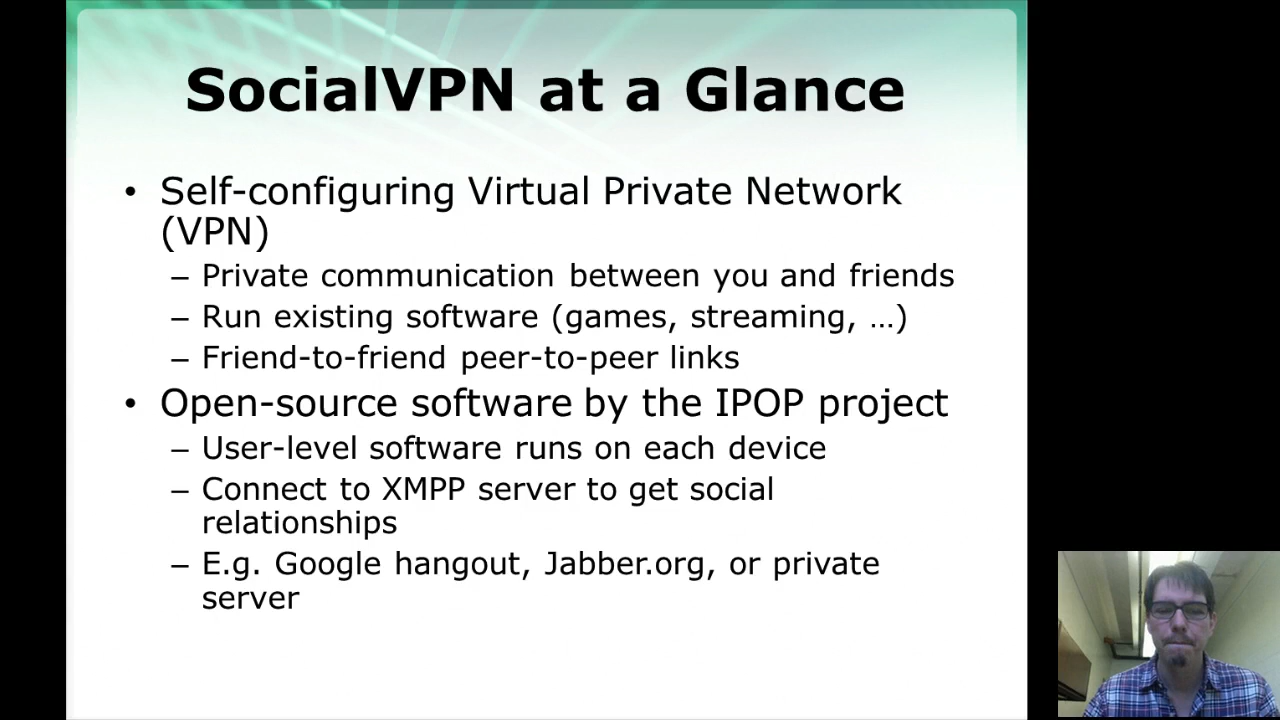 SocialVPN at a Glance
• Self-configuring Virtual Private Network
(VPN)
– Private communication between you and friends
– Run existing software (games, streaming, …)
– Friend-to-friend peer-to-peer links
• Open-source software by the IPOP project
– User-level software runs on each device
– Connect to XMPP server to get social
relationships
– E.g. Google hangout, Jabber.org, or private
server